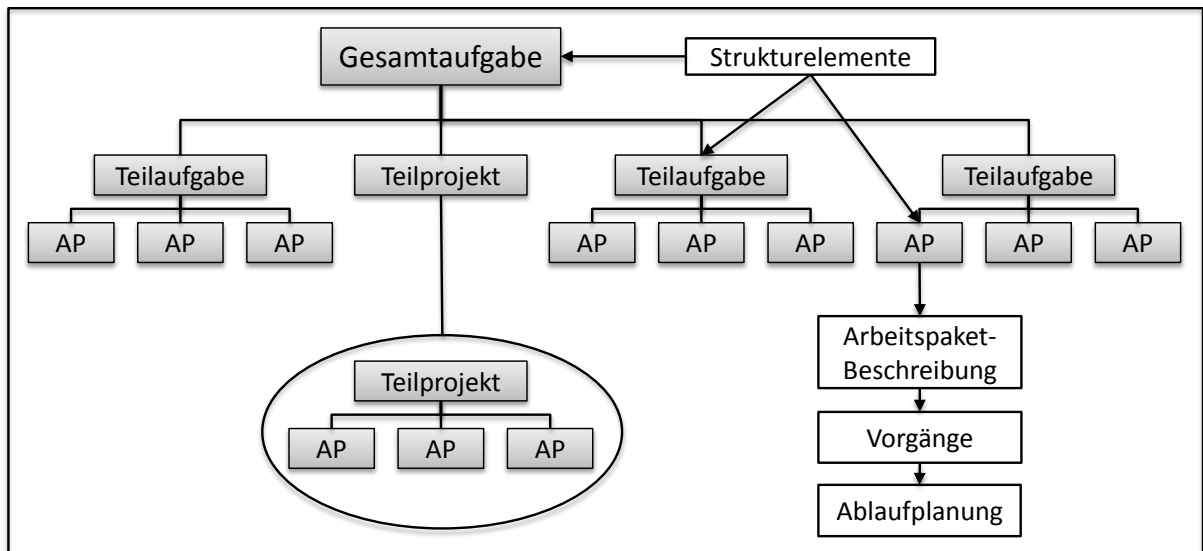 Gesamtaufgabe
Strukturelemente
Teilaufgabe
Teilprojekt
Teilaufgabe
Teilaufgabe
AP
AP
AP
AP
AP
AP
AP
AP
AP
Arbeitspaket-
Beschreibung
Teilprojekt
AP
AP
AP
Vorgänge
Ablaufplanung